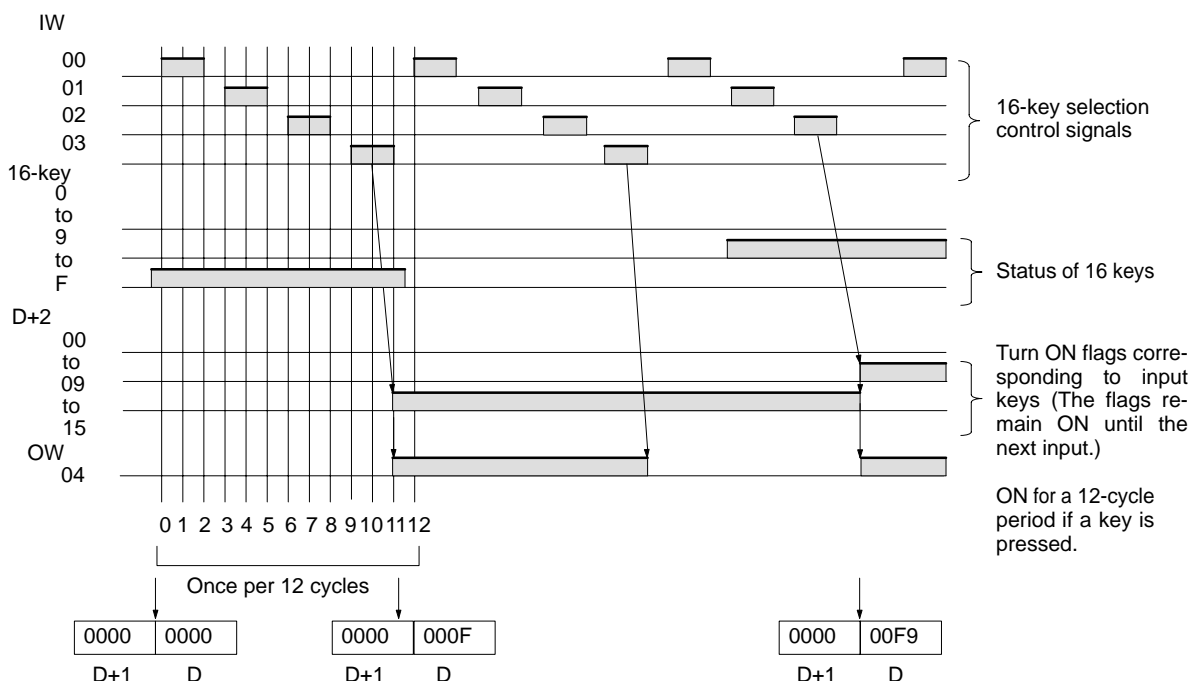 IW
00
01
02
03
16-key selection
control signals
16-key
0
to
9
to
F
Status of 16 keys
D+2
00
to
09
to
15
Turn ON flags corre-
sponding to input
keys (The flags re-
main ON until the
next input.)
OW
04
ON for a 12-cycle
period if a key is
pressed.
0 1 2 3 4 5 6 7 8 9 10 11 12
Once per 12 cycles
0000 0000 0000 000F 0000 00F9
D+1 D D+1 D D+1 D